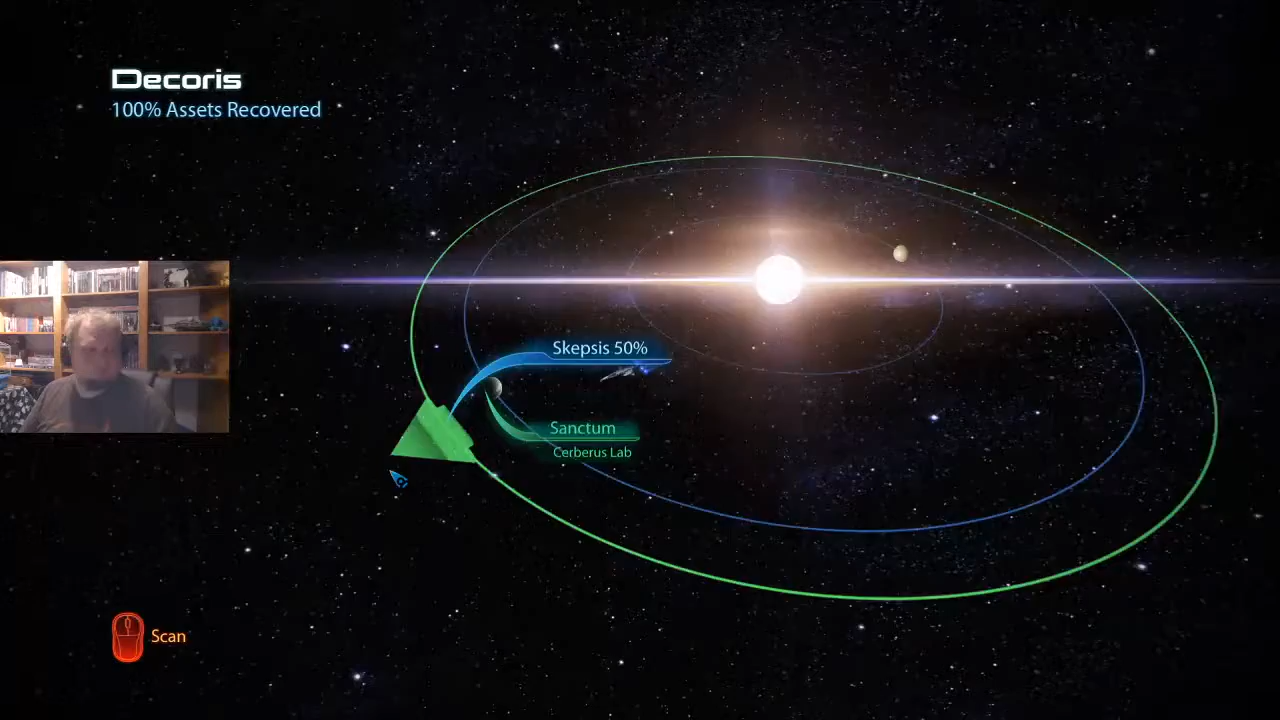 Decoris
100% Assets Recovered
Skepsis 50%
Sanctum
Cerberus Lab
Scan